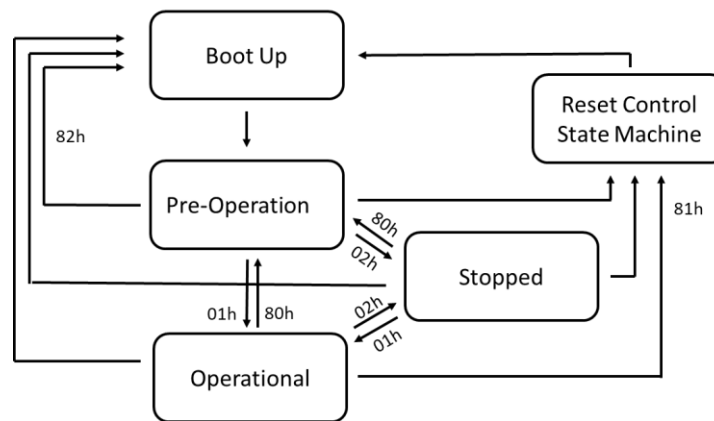 Boot Up
Reset Control
State Machine
82h
Pre-Operation
81h
80h
02h
Stopped
01h
80h
02h
01h
Operational